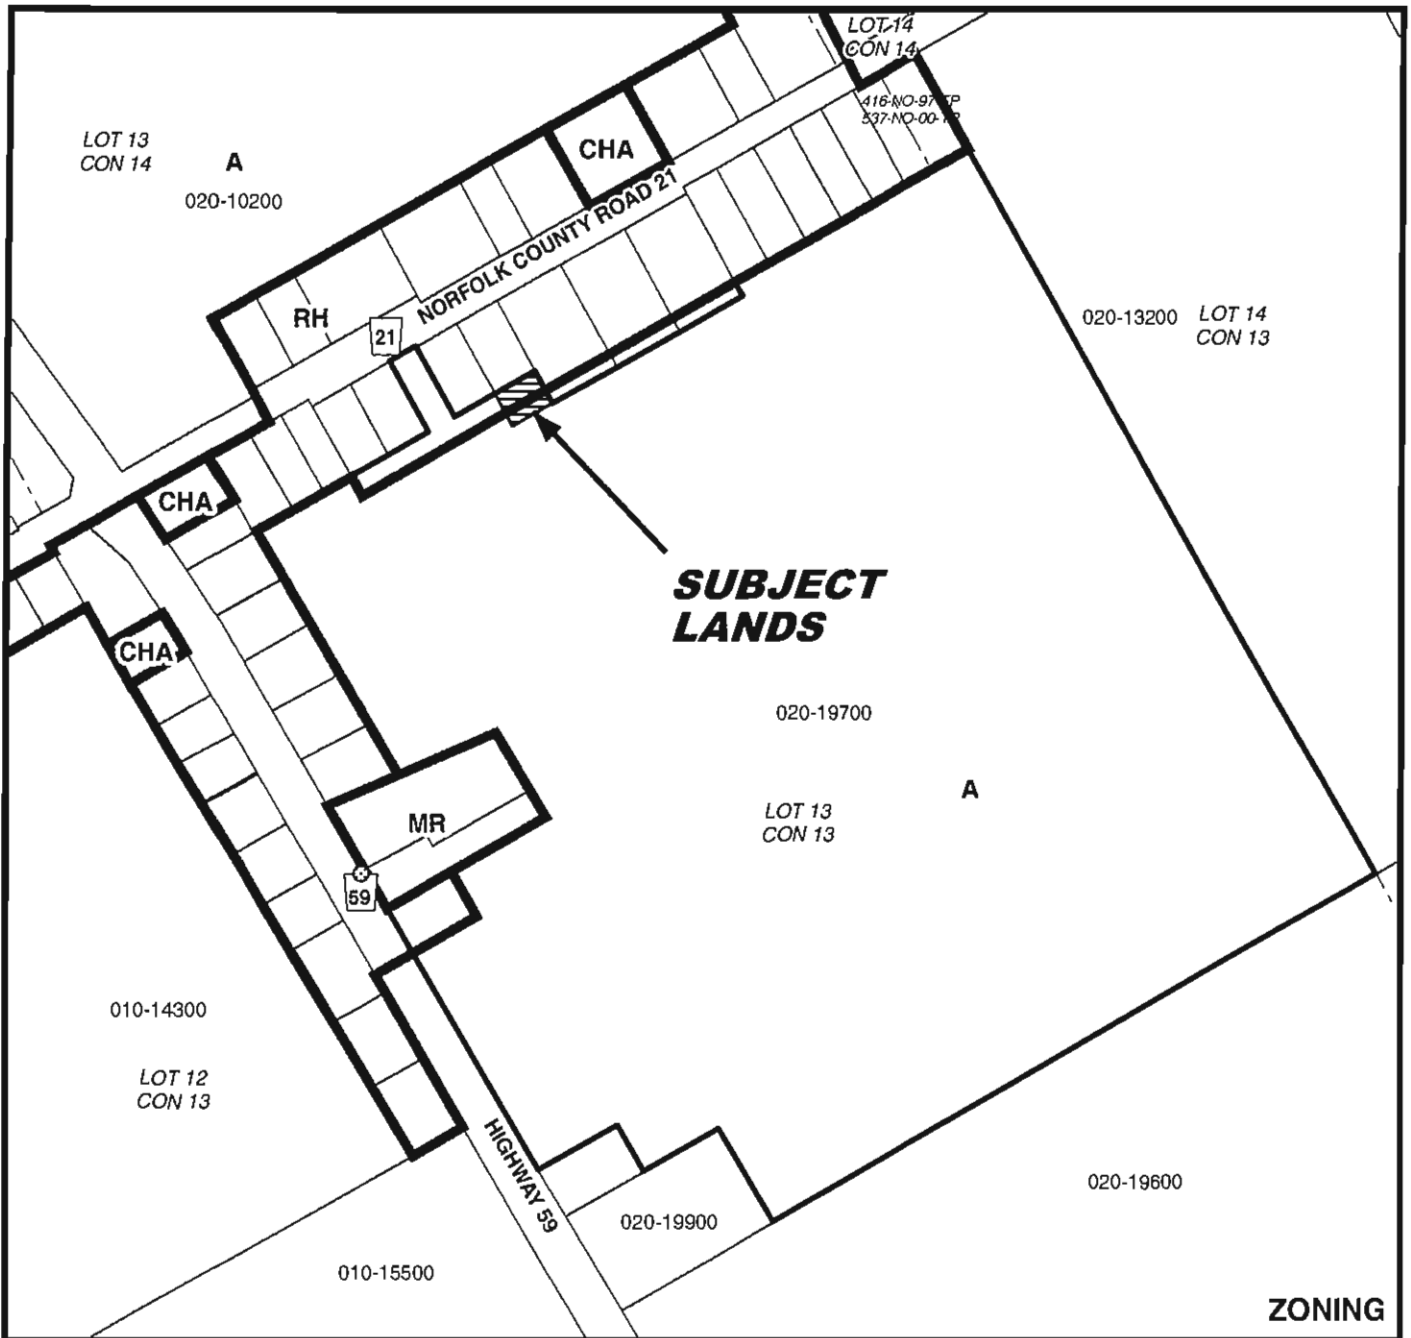 LOT 14
CON 14
416-NO-97-TP
537-NO-00-TP
LOT 13
CON 14
A
020-10200
CHA
NORFOLK COUNTY ROAD 21
RH
21
020-13200
LOT 14
CON 13
CHA
SUBJECT
LANDS
CHA
020-19700
A
LOT 13
CON 13
MR
59
010-14300
LOT 12
CON 13
HIGHWAY 59
020-19600
020-19900
010-15500
ZONING